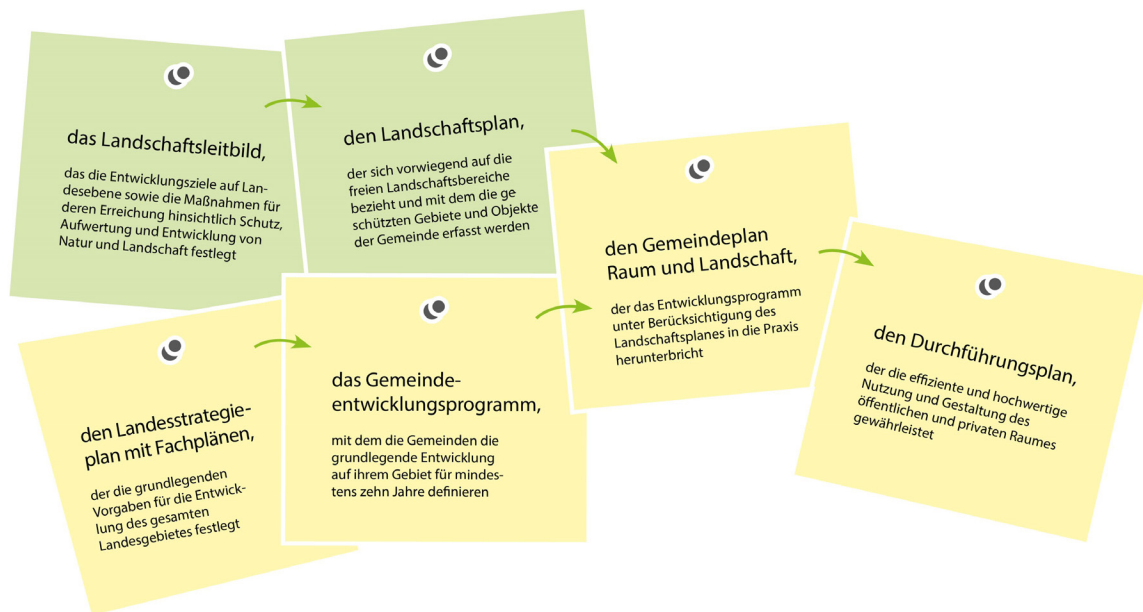 das Landschaftsleitbild,
das die Entwicklungsziele auf Lan-
desebene sowie die Maßnahmen für
deren Erreichung hinsichtlich Schutz,
Aufwertung und Entwicklung von
Natur und Landschaft festlegt
den Landschaftsplan,
der sich vorwiegend auf die
freien Landschaftsbereiche
bezieht und mit dem die ge
schützten Gebiete und Objekte
der Gemeinde erfasst werden
den Landesstrategie-
plan mit Fachplänen,
der die grundlegenden
Vorgaben für die Entwick-
lung des gesamten
Landesgebietes festlegt
das Gemeinde-
entwicklungsprogramm,
mit dem die Gemeinden die
grundlegende Entwicklung
auf ihrem Gebiet für mindes-
tens zehn Jahre definieren
den Gemeindeplan
Raum und Landschaft,
der das Entwicklungsprogramm
unter Berücksichtigung des
Landschaftsplanes in die Praxis
herunterbricht
den Durchführungsplan,
der die effiziente und hochwertige
Nutzung und Gestaltung des
öffentlichen und privaten Raumes
gewährleistet